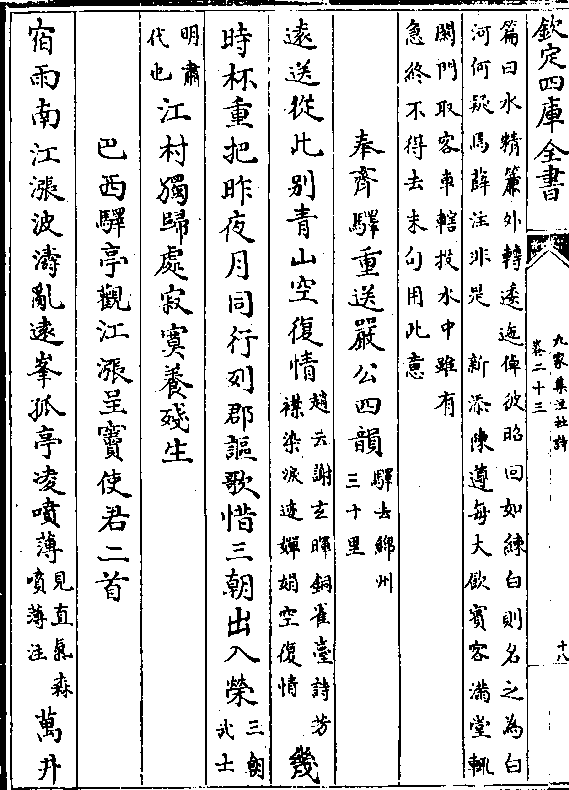 欽定四庫全書
九家集注杜詩
卷二十三
十八
篇曰水精簾外轉逶迤倬彼昭回如練白則名之為白
河何疑焉薛注非是　新添陳遵每大飲賓客滿堂輒
關門取客車轄投水中雖有
急終不得去末句用此意
奉齊驛重送嚴公四韻
驛去綿州
三十里
遠送從此別青山空復情
趙云謝玄暉銅雀臺詩芳
襟染淚迹嬋娟空復情
幾
時杯重把昨夜月同行列郡謳歌惜三朝出入榮
三朝
武士
明肅
代也
江村獨歸處寂寞養殘生
巴西驛亭觀江漲呈竇使君二首
宿雨南江漲波濤亂遠峯孤亭凌噴薄
見直氣森
噴薄注
萬井